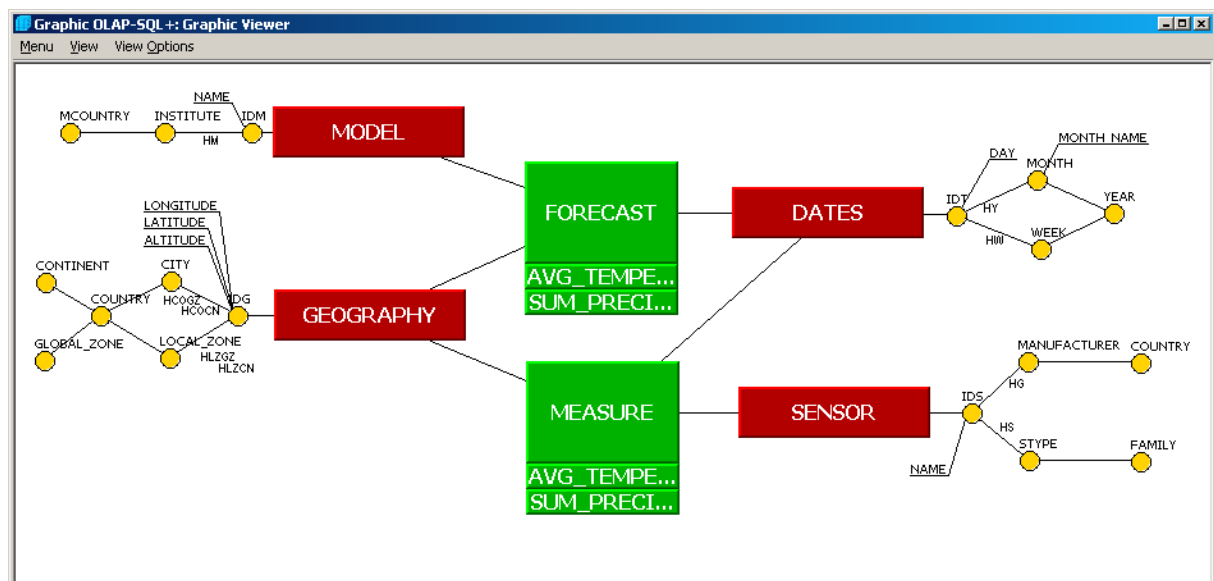 Graphic OLAP-SQL+: Graphic Viewer
Menu View View Options
NAME
MCOUNTRY INSTITUTE IDM
HM
MODEL
FORECAST
AVG_TEMPE...
SUM_PRECI...
DATES
DAY
MONTH NAME
MONTH
IDT
HY
YEAR
HW
WEEK
LONGITUDE
LATITUDE
ALTITUDE
CONTINENT
CITY
COUNTRY
HCOGZ
HCOCN
IDG
GEOGRAPHY
GLOBAL_ZONE
LOCAL_ZONE
HLZGZ
HLZCN
MEASURE
AVG_TEMPE...
SUM_PRECI...
SENSOR
MANUFACTURER COUNTRY
HG
IDS
HS
STYPE
FAMILY
NAME